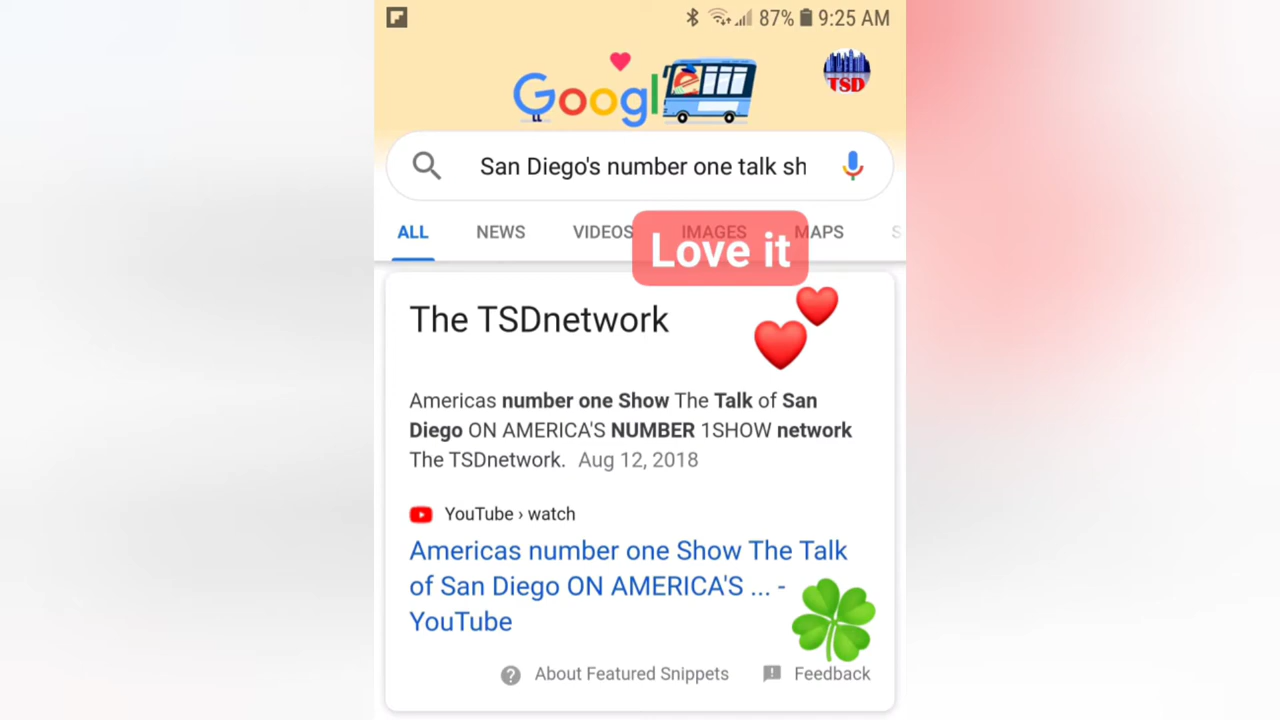 87% 9:25 AM
Googl
TSD
San Diego's number one talk sh
ALL NEWS VIDEOS IMAGES MAPS S
Love it
The TSDnetwork
Americas number one Show The Talk of San
Diego ON AMERICA'S NUMBER 1SHOW network
The TSDnetwork. Aug 12, 2018
YouTube › watch
Americas number one Show The Talk
of San Diego ON AMERICA'S ... -
YouTube
About Featured Snippets Feedback